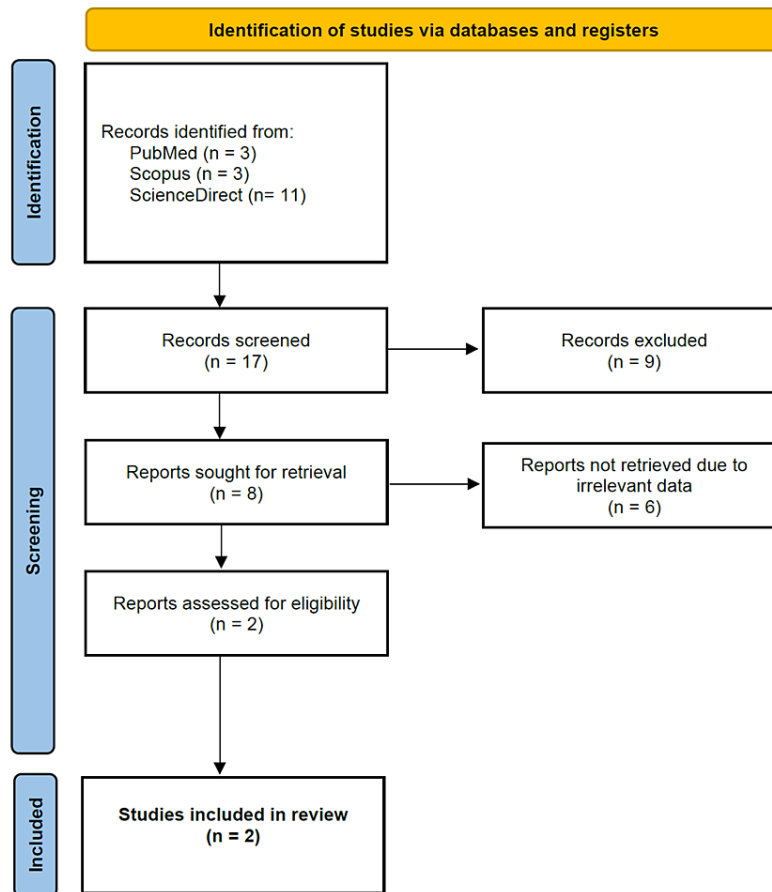 Identification of studies via databases and registers
Identification
Records identified from:
PubMed (n = 3)
Scopus (n = 3)
ScienceDirect (n= 11)
Screening
Records screened
(n = 17)
Records excluded
(n = 9)
Reports sought for retrieval
(n = 8)
Reports not retrieved due to
irrelevant data
(n = 6)
Reports assessed for eligibility
(n = 2)
Included
Studies included in review
(n = 2)